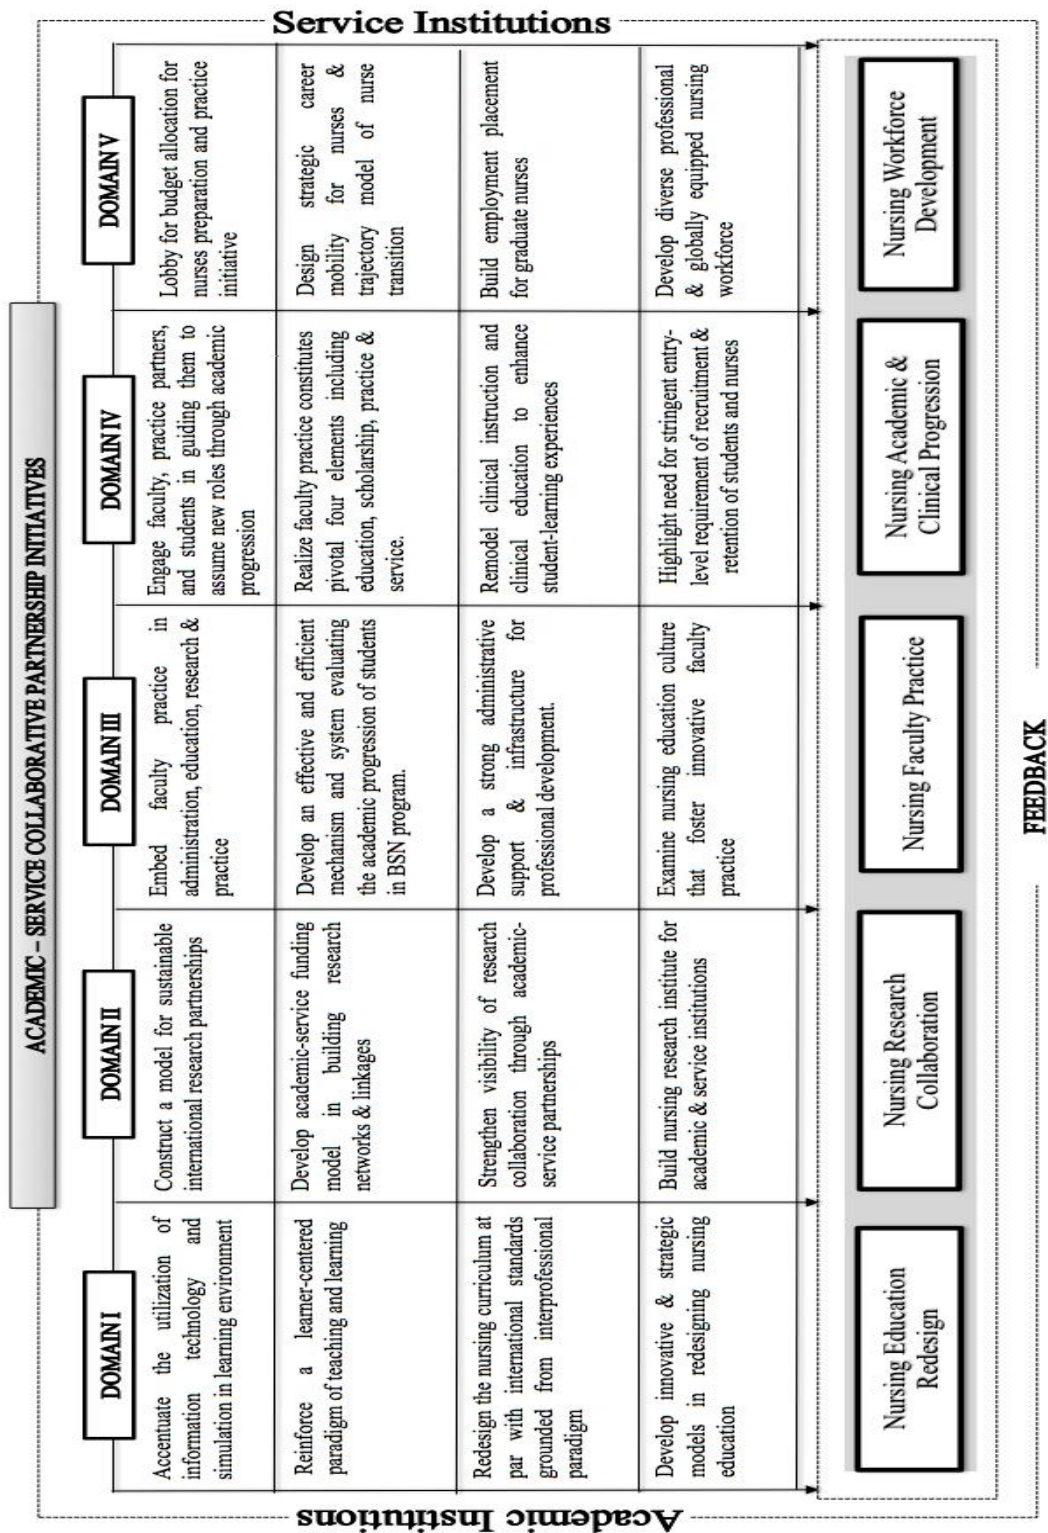 ACADEMIC – SERVICE COLLABORATIVE PARTNERSHIP INITIATIVES
Academic Institutions
Service Institutions
DOMAIN I
Accentuate the utilization of
information technology and
simulation in learning environment
Reinforce a learner-centered
paradigm of teaching and learning
Redesign the nursing curriculum at
par with international standards
grounded from interprofessional
paradigm
Develop innovative & strategic
models in redesigning nursing
education
Nursing Education
Redesign
DOMAIN II
Construct a model for sustainable
international research partnerships
Develop academic-service funding
model in building research
networks & linkages
Strengthen visibility of research
collaboration through academic-
service partnerships
Build nursing research institute for
academic & service institutions
Nursing Research
Collaboration
DOMAIN III
Embed faculty practice in
administration, education, research &
practice
Develop an effective and efficient
mechanism and system evaluating
the academic progression of students
in BSN program.
Develop a strong administrative
support & infrastructure for
professional development.
Examine nursing education culture
that foster innovative faculty
practice
Nursing Faculty Practice
DOMAIN IV
Engage faculty, practice partners,
and students in guiding them to
assume new roles through academic
progression
Realize faculty practice constitutes
pivotal four elements including
education, scholarship, practice &
service.
Remodel clinical instruction and
clinical education to enhance
student-learning experiences
Highlight need for stringent entry-
level requirement of recruitment &
retention of students and nurses
Nursing Academic &
Clinical Progression
DOMAIN V
Lobby for budget allocation for
nurses preparation and practice
initiative
Design strategic career
mobility for nurses &
trajectory model of nurse
transition
Build employment placement
for graduate nurses
Develop diverse professional
& globally equipped nursing
workforce
Nursing Workforce
Development
FEEDBACK